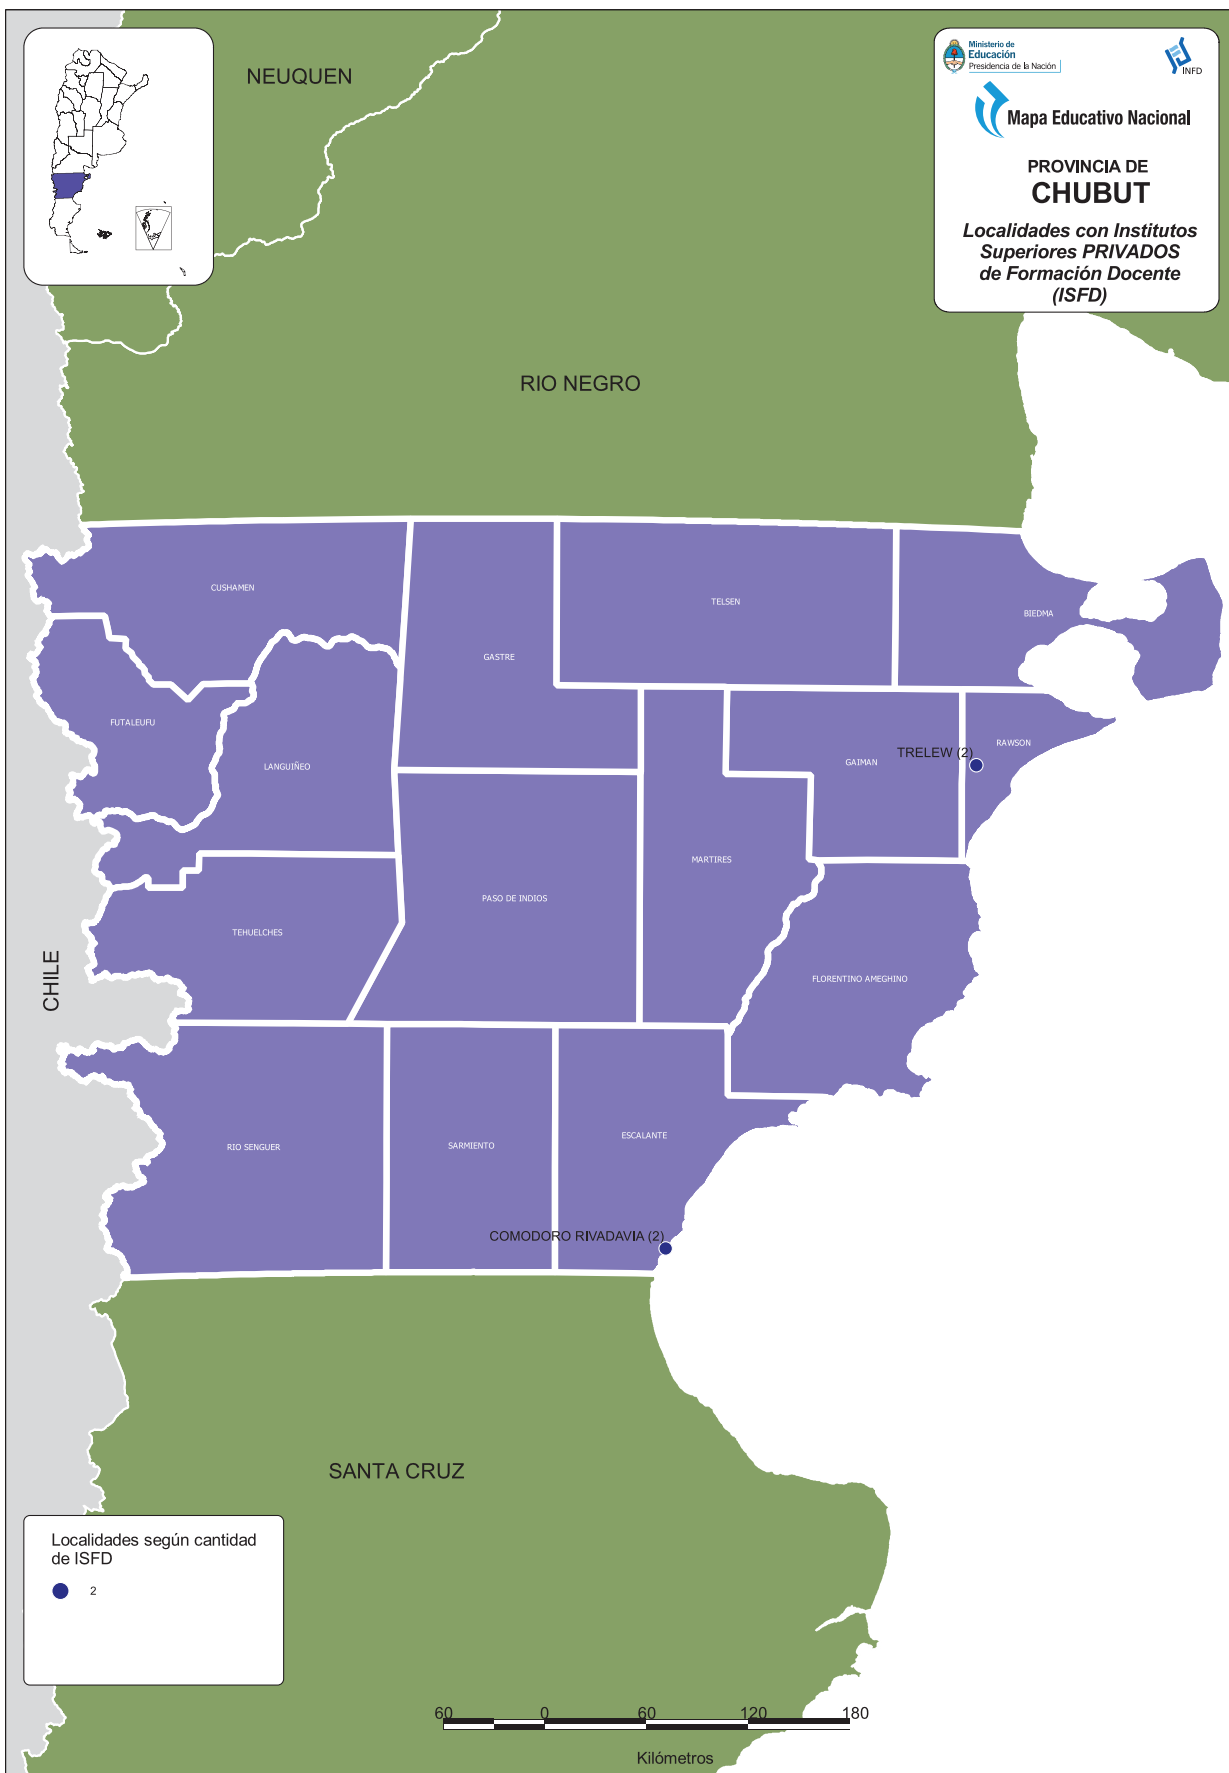 NEUQUEN
Ministerio de
Educación
Presidencia de la Nación
INFD
Mapa Educativo Nacional
PROVINCIA DE
CHUBUT
Localidades con Institutos
Superiores PRIVADOS
de Formación Docente
(ISFD)
RIO NEGRO
CUSHAMEN
TELSEN
BIEDMA
GASTRE
FUTALEUFU
LANGUIÑEO
RAWSON
TRELEW (2)
GAIMAN
MARTIRES
PASO DE INDIOS
TEHUELCHES
CHILE
FLORENTINO AMEGHINO
RIO SENGUER
SARMIENTO
ESCALANTE
COMODORO RIVADAVIA (2)
SANTA CRUZ
Localidades según cantidad
de ISFD
2
60 0 60 120 180
Kilómetros